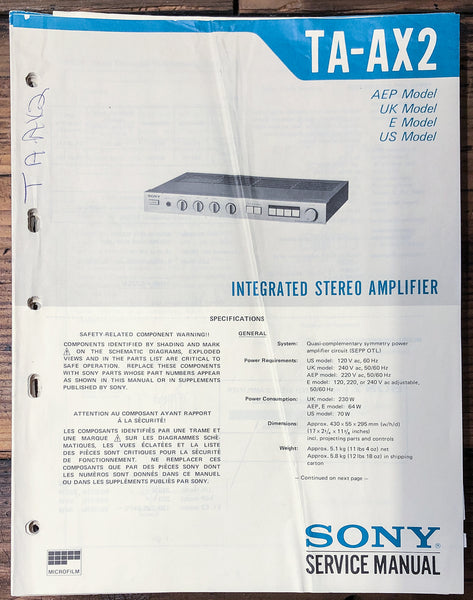 TA-AX2
AEP Model
UK Model
E Model
US Model
TAAX2
SONY
INTEGRATED STEREO AMPLIFIER
SPECIFICATIONS
SAFETY-RELATED COMPONENT WARNING!!
COMPONENTS IDENTIFIED BY SHADING AND MARK
⚠ ON THE SCHEMATIC DIAGRAMS, EXPLODED
VIEWS AND IN THE PARTS LIST ARE CRITICAL TO
SAFE OPERATION. REPLACE THESE COMPONENTS
WITH SONY PARTS WHOSE PART NUMBERS APPEAR
AS SHOWN IN THIS MANUAL OR IN SUPPLEMENTS
PUBLISHED BY SONY.
ATTENTION AU COMPOSANT AYANT RAPPORT
À LA SÉCURITÉ!
LES COMPOSANTS IDENTIFIÉS PAR UNE TRAME ET
UNE MARQUE ⚠ SUR LES DIAGRAMMES SCHÉ-
MATIQUES, LES VUES ÉCLATÉES ET LA LISTE
DES PIÈCES SONT CRITIQUES POUR LA SÉCURITÉ
DE FONCTIONNEMENT. NE REMPLACER CES
COMPOSANTS QUE PAR DES PIÈCES SONY DONT
LES NUMÉROS SONT DONNÉS DANS CE MANUEL
OU DANS LES SUPPLÉMENTS PUBLIÉS PAR SONY.
GENERAL
System: Quasi-complementary symmetry power
amplifier circuit (SEPP OTL)
Power Requirements: US model: 120 V ac, 60 Hz
UK model: 240 V ac, 50/60 Hz
AEP model: 220 V ac, 50/60 Hz
E model: 120, 220, or 240 V ac adjustable,
50/60 Hz
Power Consumption: UK model: 230 W
AEP, E model: 64 W
US model: 70 W
Dimensions: Approx. 430 x 55 x 295 mm (w/h/d)
(17 x 2 1/4 x 11 5/8 inches)
incl. projecting parts and controls
Weight: Approx. 5.1 kg (11 lbs 4 oz) net
Approx. 5.8 kg (12 lbs 18 oz) in shipping
carton
— Continued on next page —
MICROFILM
SONY®
SERVICE MANUAL